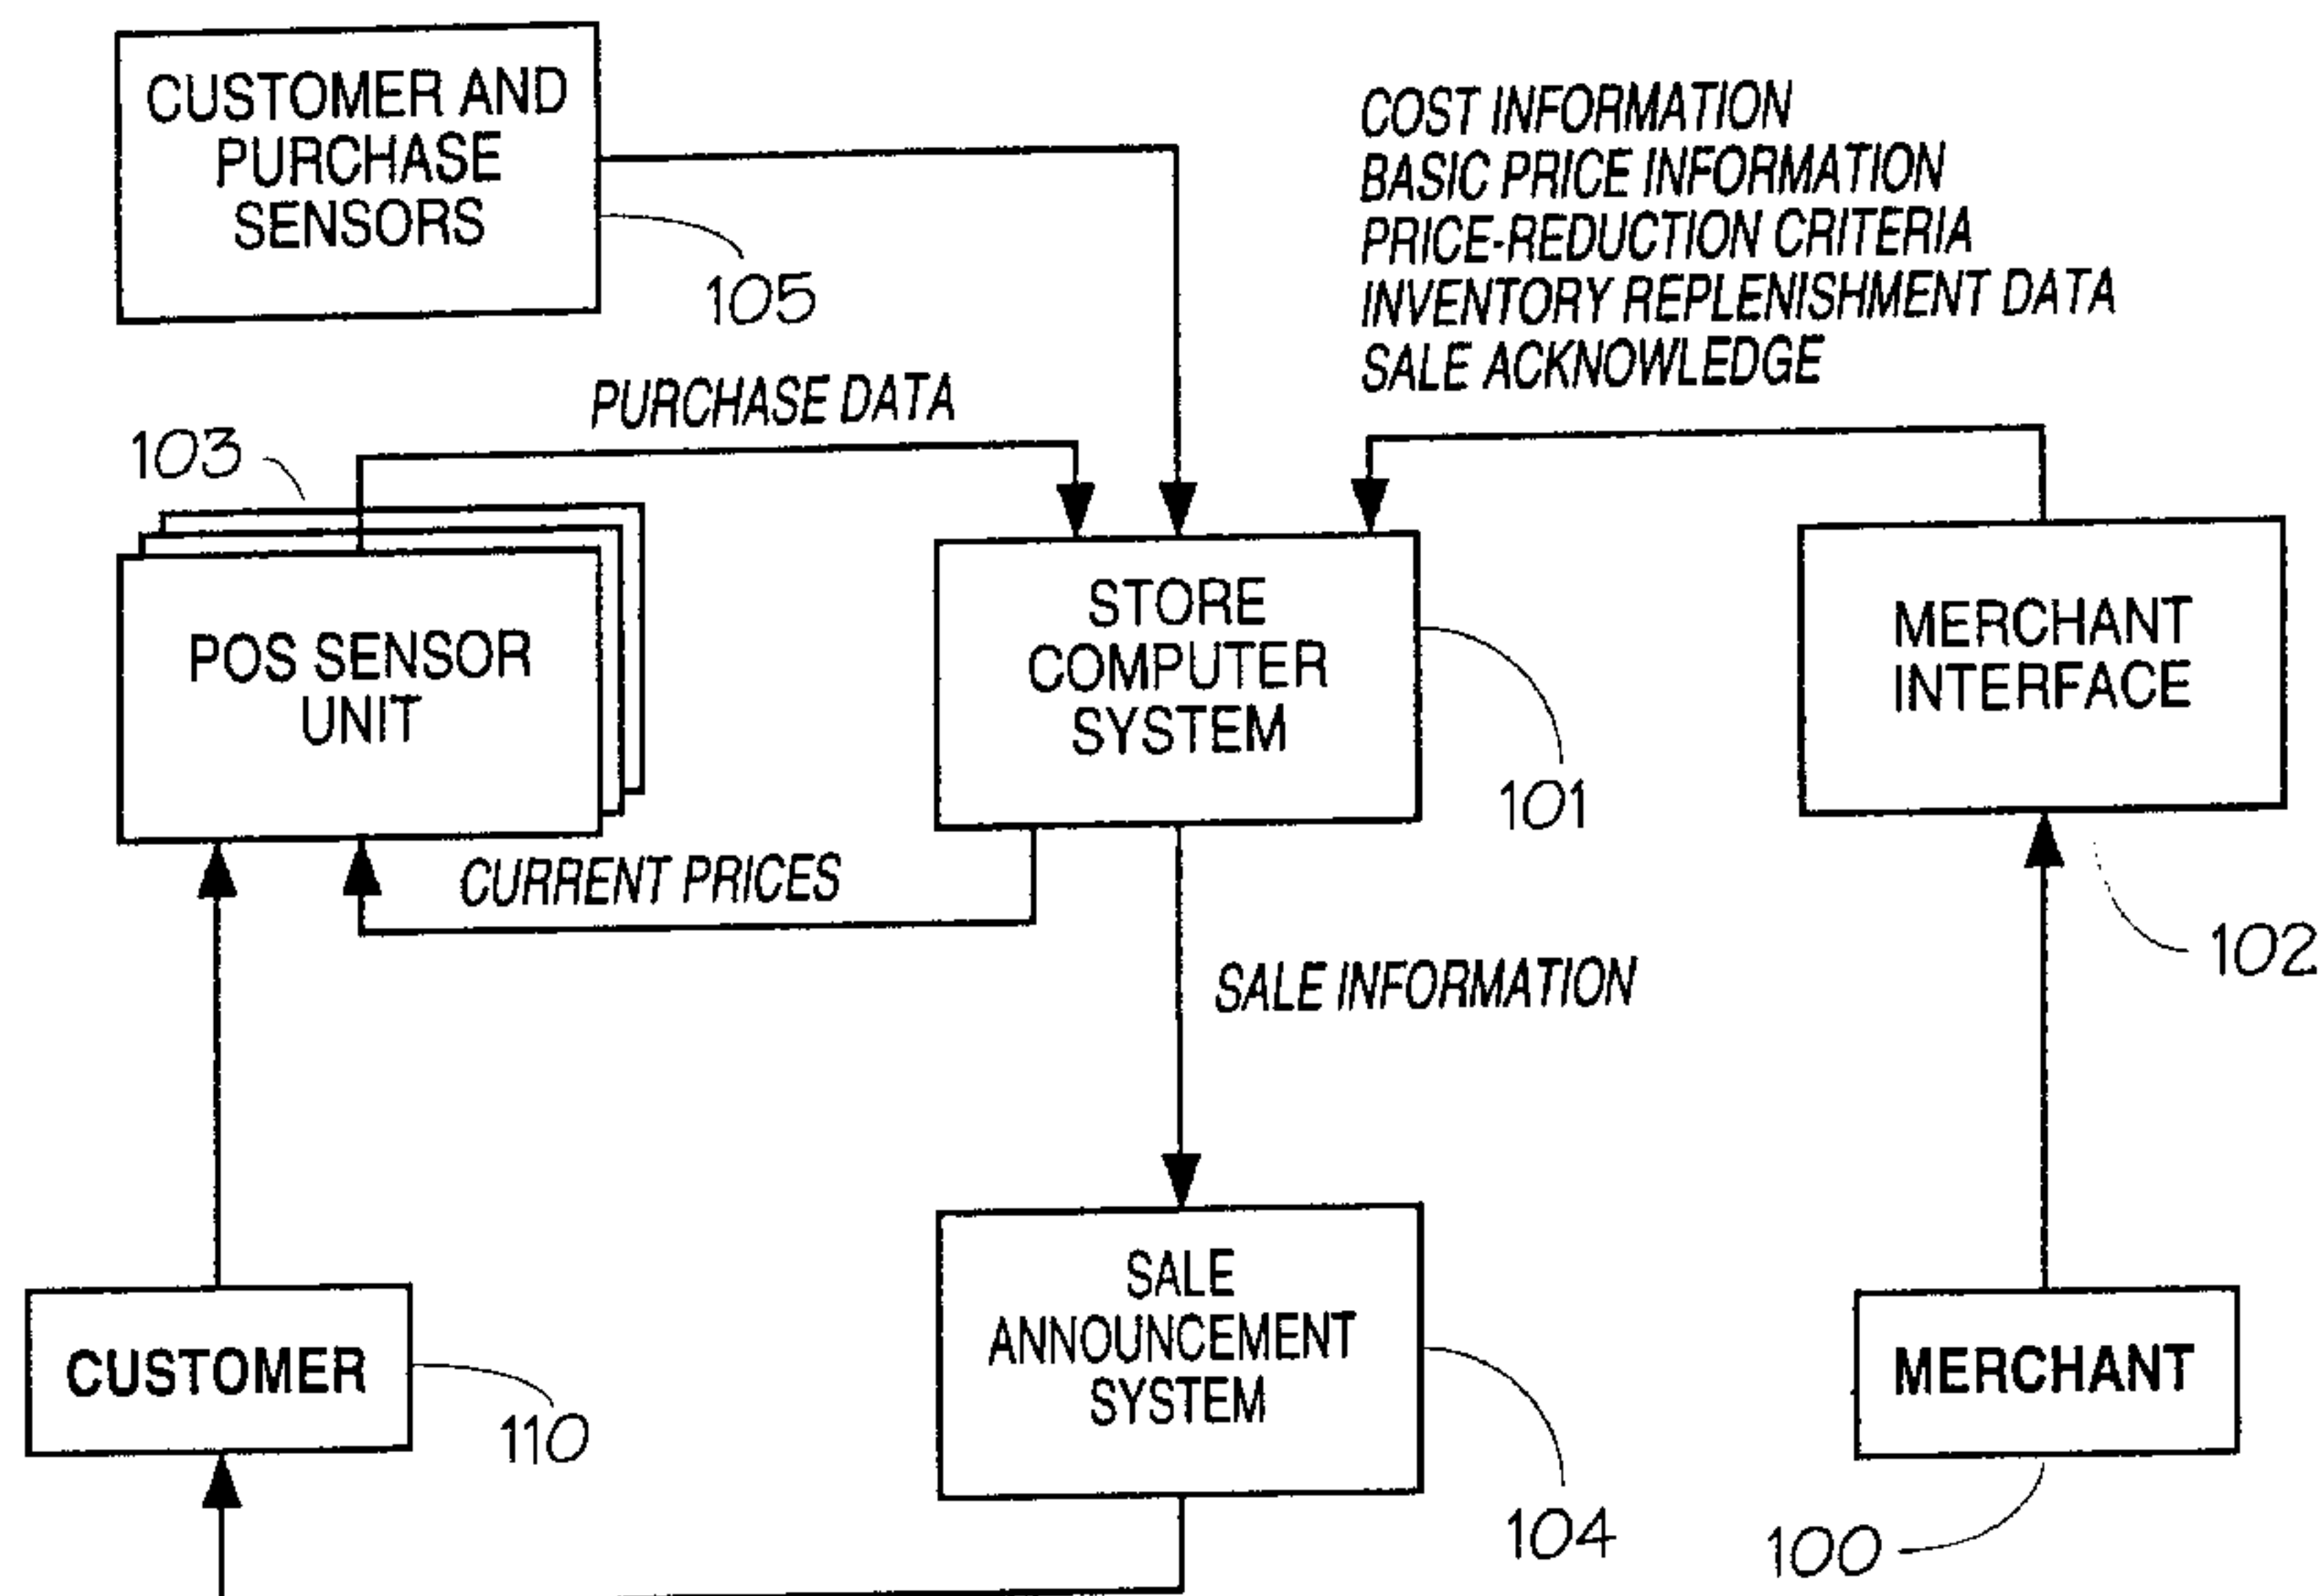 CUSTOMER AND
PURCHASE
SENSORS
105
COST INFORMATION
BASIC PRICE INFORMATION
PRICE-REDUCTION CRITERIA
INVENTORY REPLENISHMENT DATA
SALE ACKNOWLEDGE
PURCHASE DATA
103
POS SENSOR
UNIT
STORE
COMPUTER
SYSTEM
101
MERCHANT
INTERFACE
102
CURRENT PRICES
SALE INFORMATION
CUSTOMER
110
SALE
ANNOUNCEMENT
SYSTEM
104
MERCHANT
100